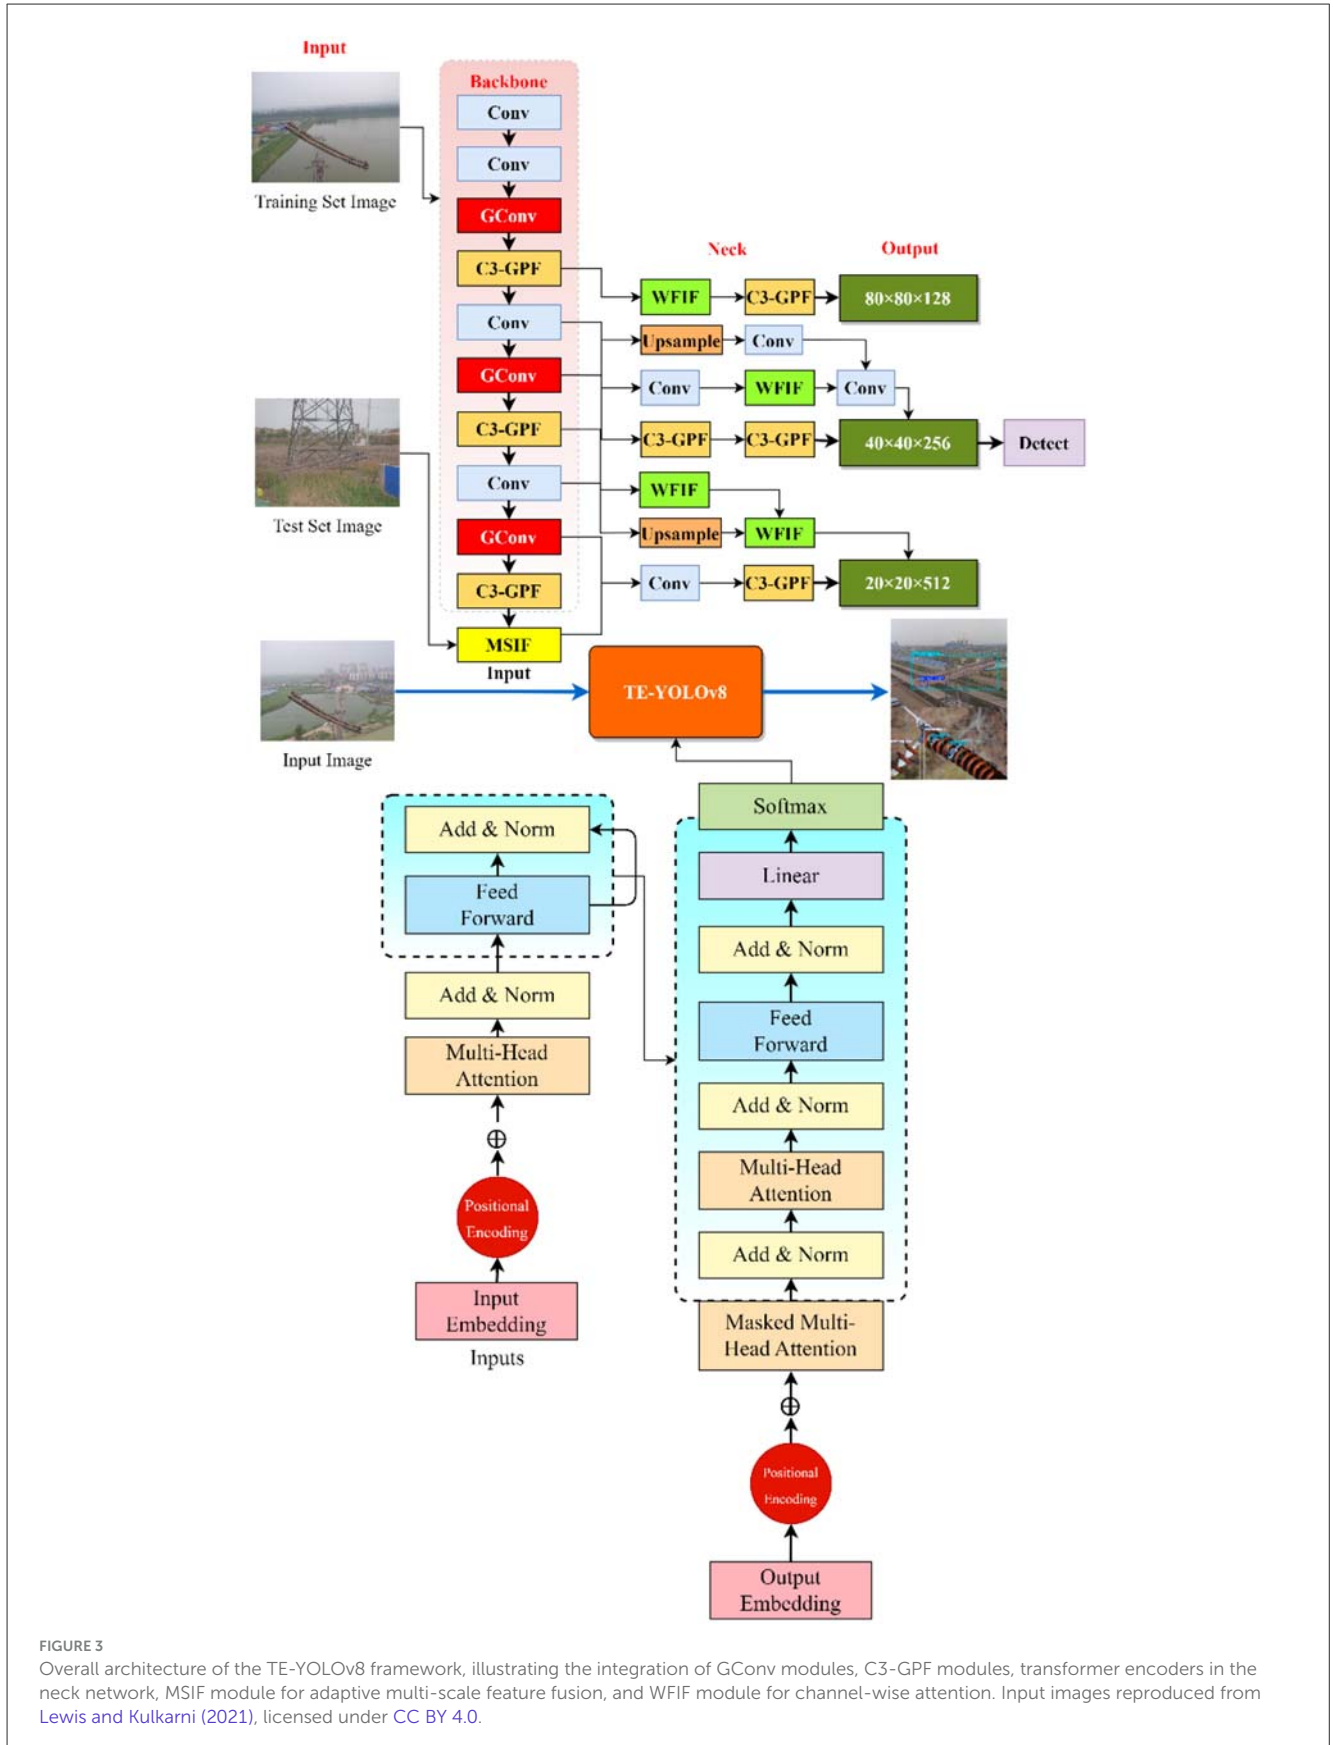 Input
Training Set Image
Test Set Image
Backbone
Conv
Conv
GConv
C3-GPF
Conv
GConv
C3-GPF
Conv
GConv
C3-GPF
MSIF
Input
Neck
Output
WFIF
C3-GPF
80×80×128
Upsample
Conv
Conv
WFIF
Conv
C3-GPF
C3-GPF
40×40×256
Detect
WFIF
Upsample
WFIF
Conv
C3-GPF
20×20×512
Input Image
TE-YOLOv8
Add & Norm
Feed
Forward
Add & Norm
Multi-Head
Attention
Positional
Encoding
Input
Embedding
Inputs
Softmax
Linear
Add & Norm
Feed
Forward
Add & Norm
Multi-Head
Attention
Add & Norm
Masked Multi-
Head Attention
Positional
Encoding
Output
Embedding
FIGURE 3
Overall architecture of the TE-YOLOv8 framework, illustrating the integration of GConv modules, C3-GPF modules, transformer encoders in the
neck network, MSIF module for adaptive multi-scale feature fusion, and WFIF module for channel-wise attention. Input images reproduced from
Lewis and Kulkarni (2021), licensed under CC BY 4.0.